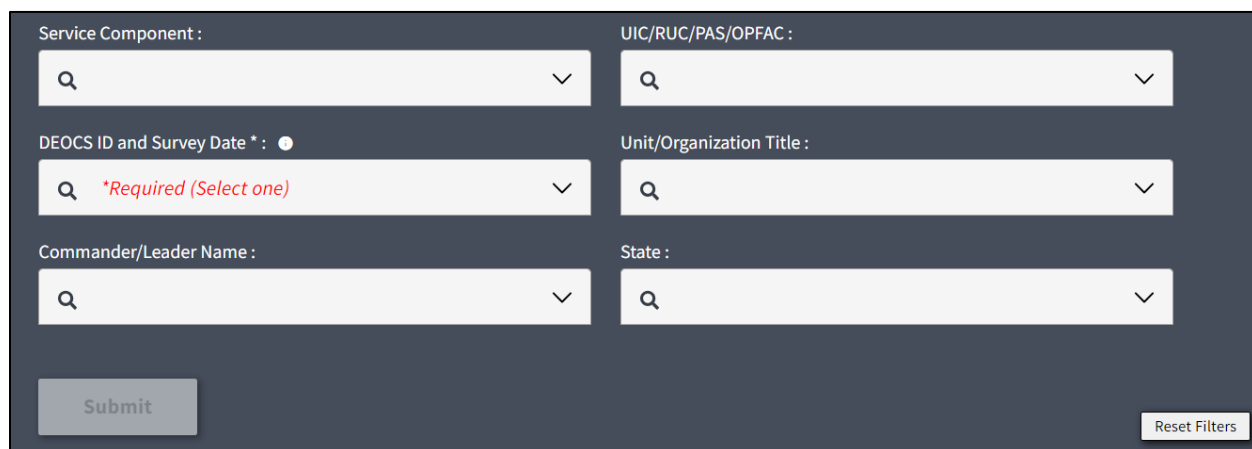 Service Component :
UIC/RUC/PAS/OPFAC :
DEOCS ID and Survey Date * :
Unit/Organization Title :
*Required (Select one)
Commander/Leader Name :
State :
Submit
Reset Filters